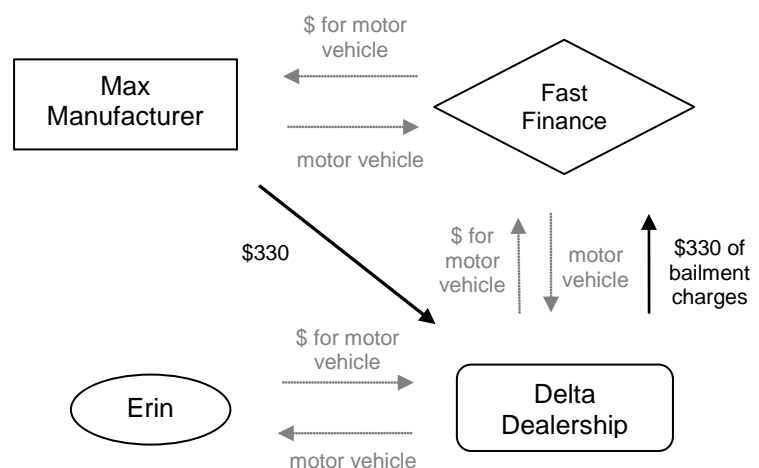 $ for motor
vehicle
Max
Manufacturer
Fast
Finance
motor vehicle
$330
$ for
motor
vehicle
motor
vehicle
$330 of
bailment
charges
$ for motor
vehicle
Erin
Delta
Dealership
motor vehicle